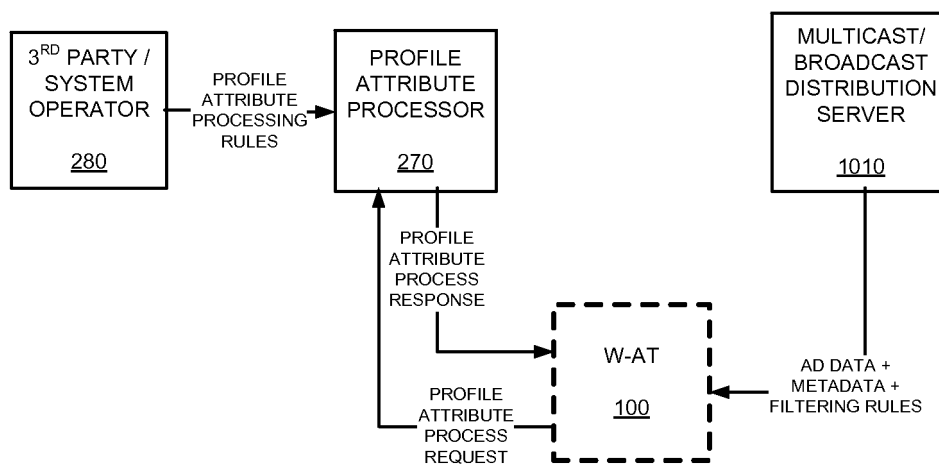 3RD PARTY /
SYSTEM
OPERATOR
280
PROFILE
ATTRIBUTE
PROCESSING
RULES
PROFILE
ATTRIBUTE
PROCESSOR
270
MULTICAST/
BROADCAST
DISTRIBUTION
SERVER
1010
PROFILE
ATTRIBUTE
PROCESS
RESPONSE
W-AT
100
AD DATA +
METADATA +
FILTERING RULES
PROFILE
ATTRIBUTE
PROCESS
REQUEST